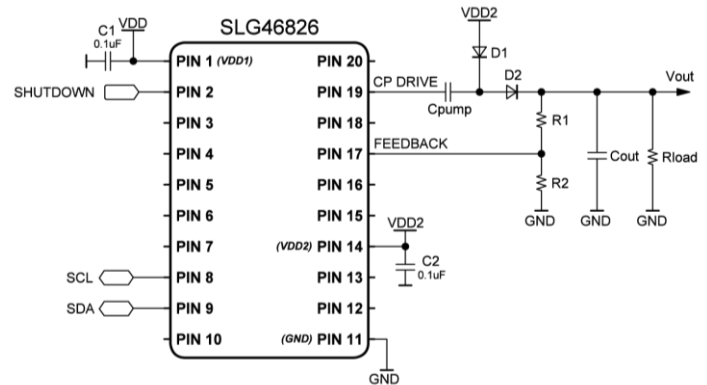 SLG46826
C1
VDD
0.1uF
PIN 1 (VDD1)
SHUTDOWN
PIN 2
PIN 3
PIN 4
PIN 5
PIN 6
PIN 7
SCL
PIN 8
SDA
PIN 9
PIN 10
PIN 20
PIN 19
CP DRIVE
PIN 18
PIN 17
FEEDBACK
PIN 16
PIN 15
(VDD2) PIN 14
PIN 13
PIN 12
(GND) PIN 11
GND
VDD2
C2
0.1uF
VDD2
D1
Cpump
D2
Vout
R1
R2
Cout
Rload
GND
GND
GND